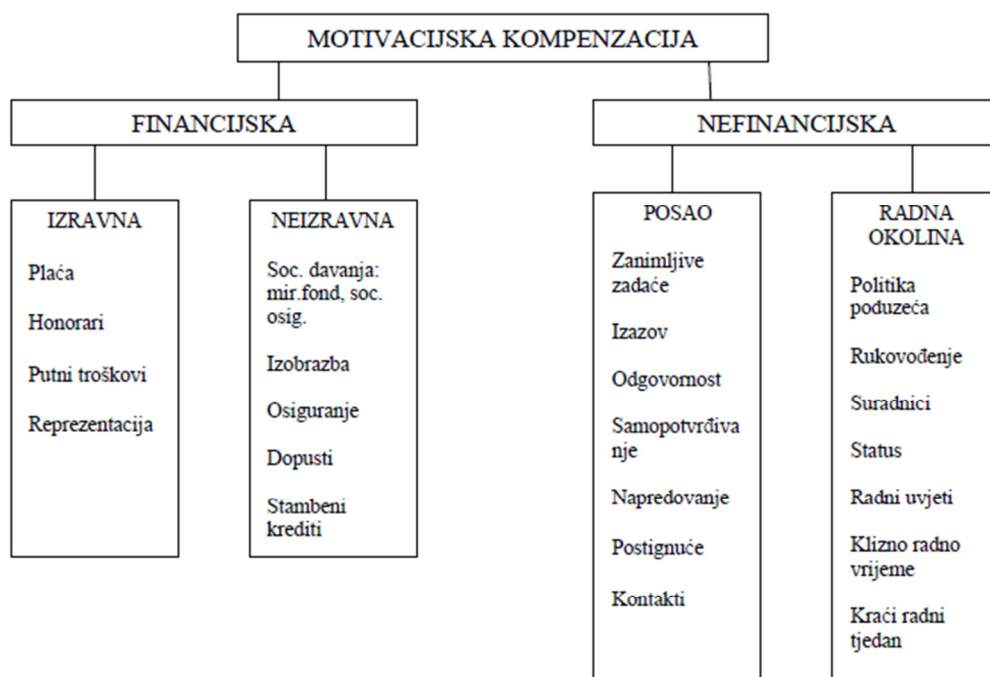 MOTIVACIJSKA KOMPENZACIJA
FINANCIJSKA
NEFINANCIJSKA
IZRAVNA
Plaća
Honorari
Putni troškovi
Reprezentacija
NEIZRAVNA
Soc. davanja:
mir.fond, soc.
osig.
Izobrazba
Osiguranje
Dopusti
Stambeni
krediti
POSAO
Zanimljive
zadaće
Izazov
Odgovornost
Samopotvrđiva
nje
Napredovanje
Postignuće
Kontakti
RADNA
OKOLINA
Politika
poduzeća
Rukovođenje
Suradnici
Status
Radni uvjeti
Klizno radno
vrijeme
Kraći radni
tjedan